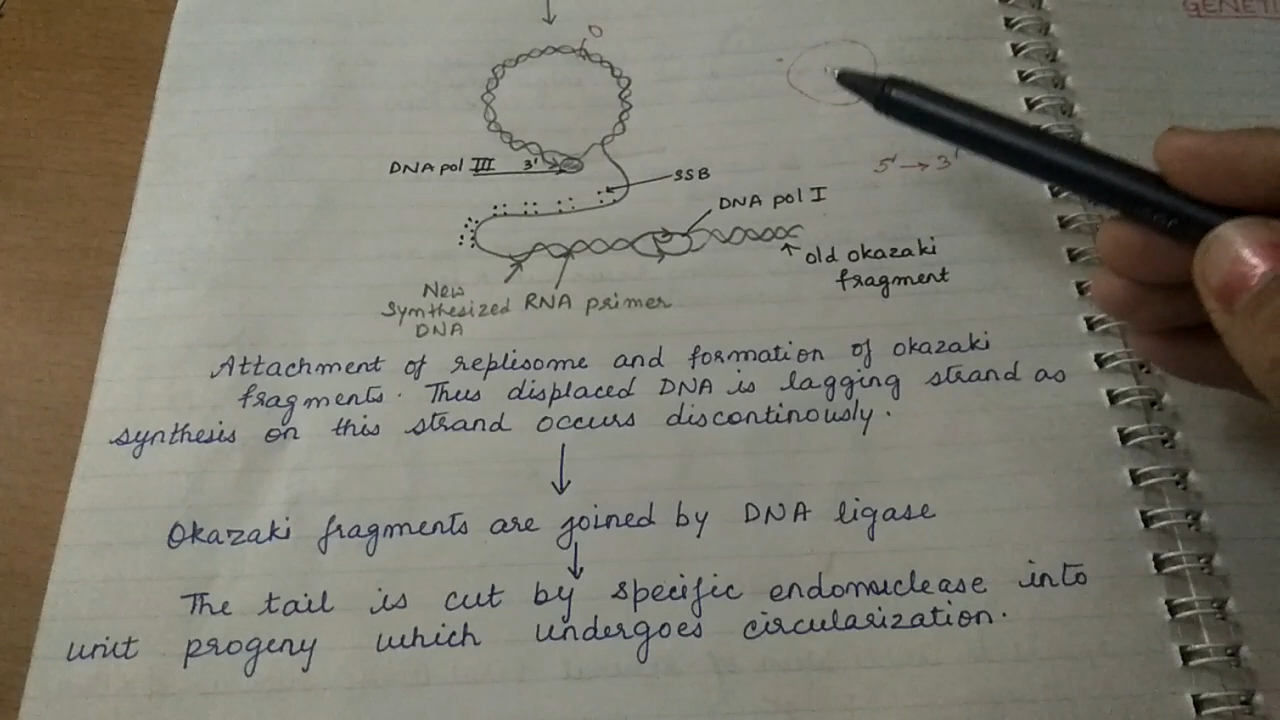 GENETI
O
DNA pol III 3'
5' → 3'
SSB
DNA pol I
old okazaki
fragment
New
Synthesized RNA primer
DNA
Attachment of replisome and formation of okazaki
fragments. Thus displaced DNA is lagging strand as
synthesis on this strand occurs discontinously.
Okazaki fragments are joined by DNA ligase
The tail is cut by specific endonuclease into
unit progeny which undergoes circularization.